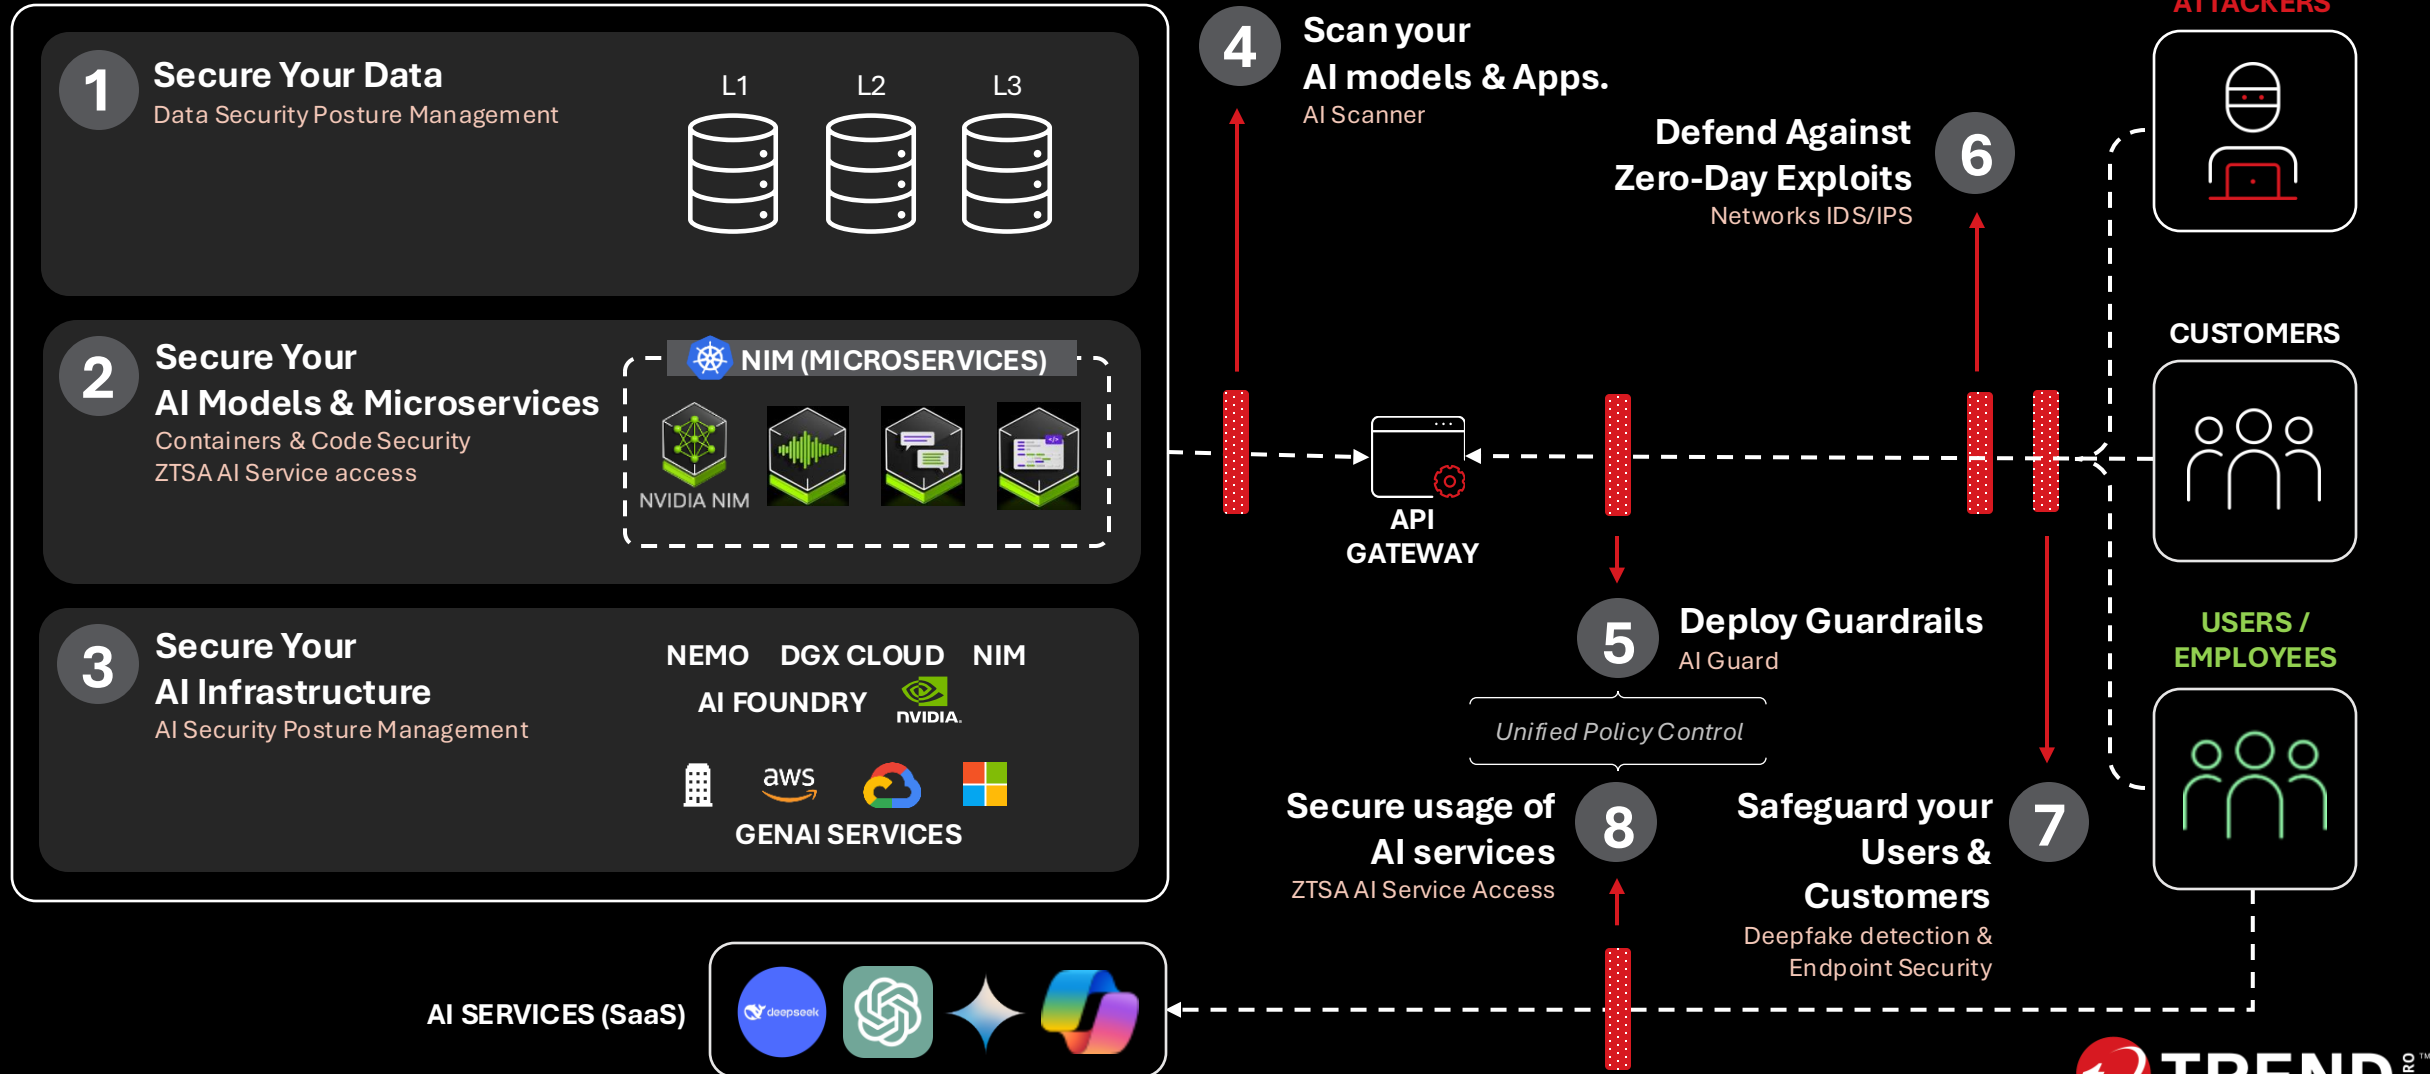 1
Secure Your Data
Data Security Posture Management
L1
L2
L3
2
Secure Your
AI Models & Microservices
Containers & Code Security
ZTSA AI Service access
NIM (MICROSERVICES)
NVIDIA NIM
3
Secure Your
AI Infrastructure
AI Security Posture Management
NEMO DGX CLOUD NIM
AI FOUNDRY
NVIDIA.
aws
GENAI SERVICES
4
Scan your
AI models & Apps.
AI Scanner
Defend Against
Zero-Day Exploits
Networks IDS/IPS
6
ATTACKERS
CUSTOMERS
USERS /
EMPLOYEES
API
GATEWAY
5
Deploy Guardrails
AI Guard
Unified Policy Control
Secure usage of
AI services
ZTSA AI Service Access
8
Safeguard your
Users &
Customers
Deepfake detection &
Endpoint Security
7
AI SERVICES (SaaS)
deepseek
TREND